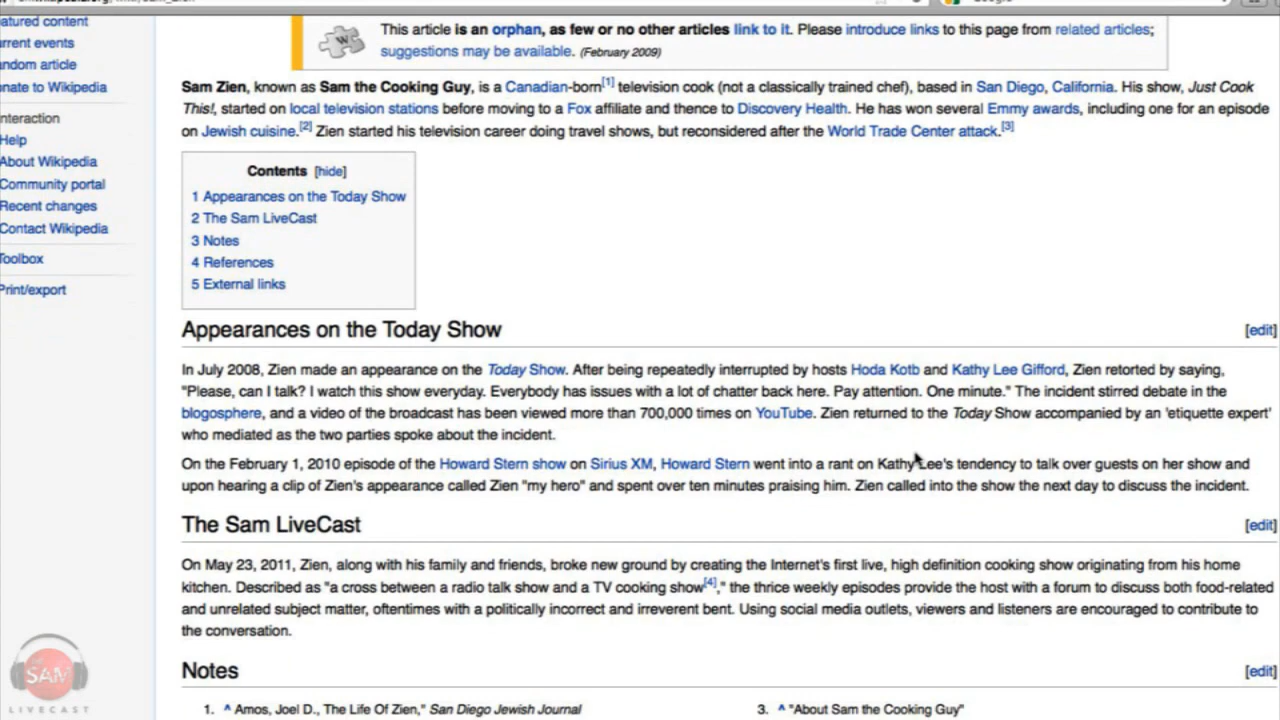 This article is an orphan, as few or no other articles link to it. Please introduce links to this page from related articles;
suggestions may be available. (February 2009)
Sam Zien, known as Sam the Cooking Guy, is a Canadian-born[1] television cook (not a classically trained chef), based in San Diego, California. His show, Just Cook
This!, started on local television stations before moving to a Fox affiliate and thence to Discovery Health. He has won several Emmy awards, including one for an episode
on Jewish cuisine.[2] Zien started his television career doing travel shows, but reconsidered after the World Trade Center attack.[3]
eatured content
urrent events
andom article
onate to Wikipedia
nteraction
Help
About Wikipedia
Community portal
Recent changes
Contact Wikipedia
Toolbox
Print/export
Contents [hide]
1 Appearances on the Today Show
2 The Sam LiveCast
3 Notes
4 References
5 External links
Appearances on the Today Show [edit]
In July 2008, Zien made an appearance on the Today Show. After being repeatedly interrupted by hosts Hoda Kotb and Kathy Lee Gifford, Zien retorted by saying,
"Please, can I talk? I watch this show everyday. Everybody has issues with a lot of chatter back here. Pay attention. One minute." The incident stirred debate in the
blogosphere, and a video of the broadcast has been viewed more than 700,000 times on YouTube. Zien returned to the Today Show accompanied by an 'etiquette expert'
who mediated as the two parties spoke about the incident.
On the February 1, 2010 episode of the Howard Stern show on Sirius XM, Howard Stern went into a rant on Kathy Lee's tendency to talk over guests on her show and
upon hearing a clip of Zien's appearance called Zien "my hero" and spent over ten minutes praising him. Zien called into the show the next day to discuss the incident.
The Sam LiveCast [edit]
On May 23, 2011, Zien, along with his family and friends, broke new ground by creating the Internet's first live, high definition cooking show originating from his home
kitchen. Described as "a cross between a radio talk show and a TV cooking show[4]," the thrice weekly episodes provide the host with a forum to discuss both food-related
and unrelated subject matter, oftentimes with a politically incorrect and irreverent bent. Using social media outlets, viewers and listeners are encouraged to contribute to
the conversation.
Notes [edit]
1. ^ Amos, Joel D., The Life Of Zien," San Diego Jewish Journal
3. ^ "About Sam the Cooking Guy"
SAM
LIVECAST